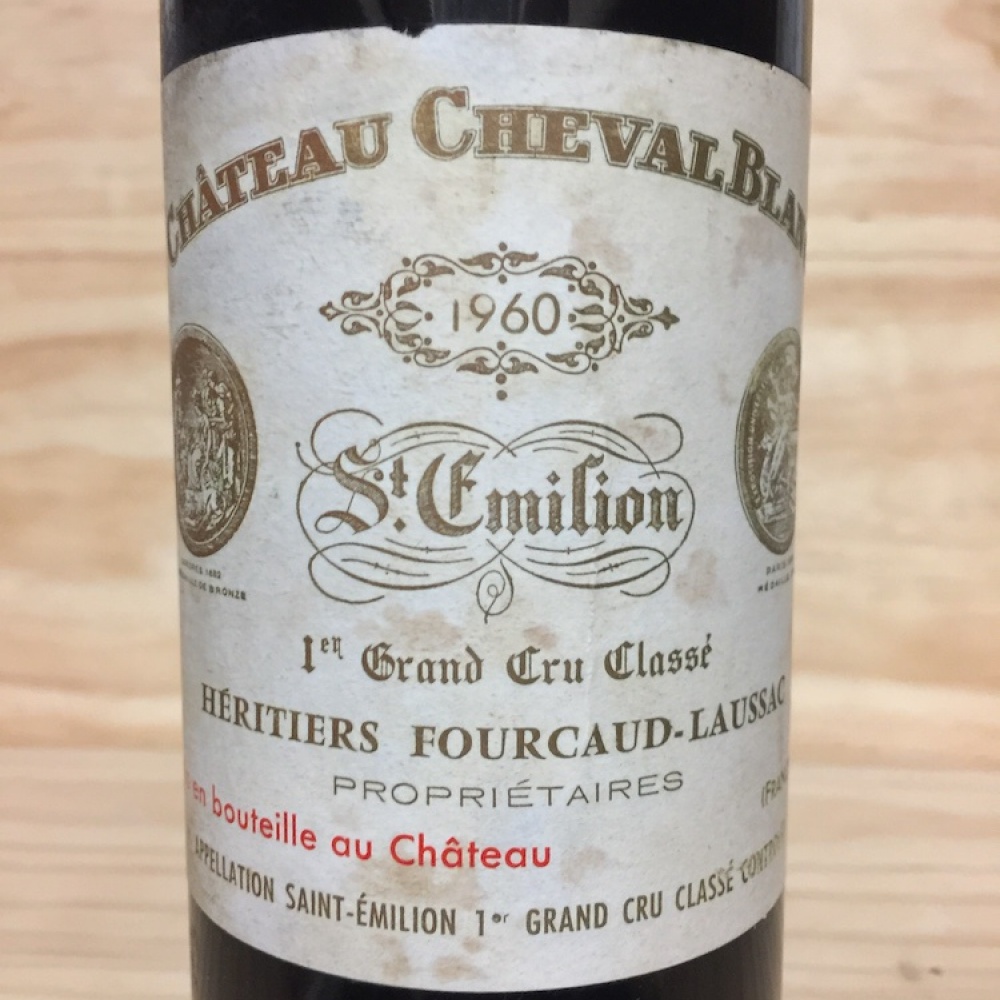 CHÂTEAU CHEVAL BLAN
1960
St. Emilion
1er Grand Cru Classé
HÉRITIERS FOURCAUD-LAUSSAC
PROPRIÉTAIRES
en bouteille au Château
APPELLATION SAINT-ÉMILION 1er GRAND CRU CLASSÉ